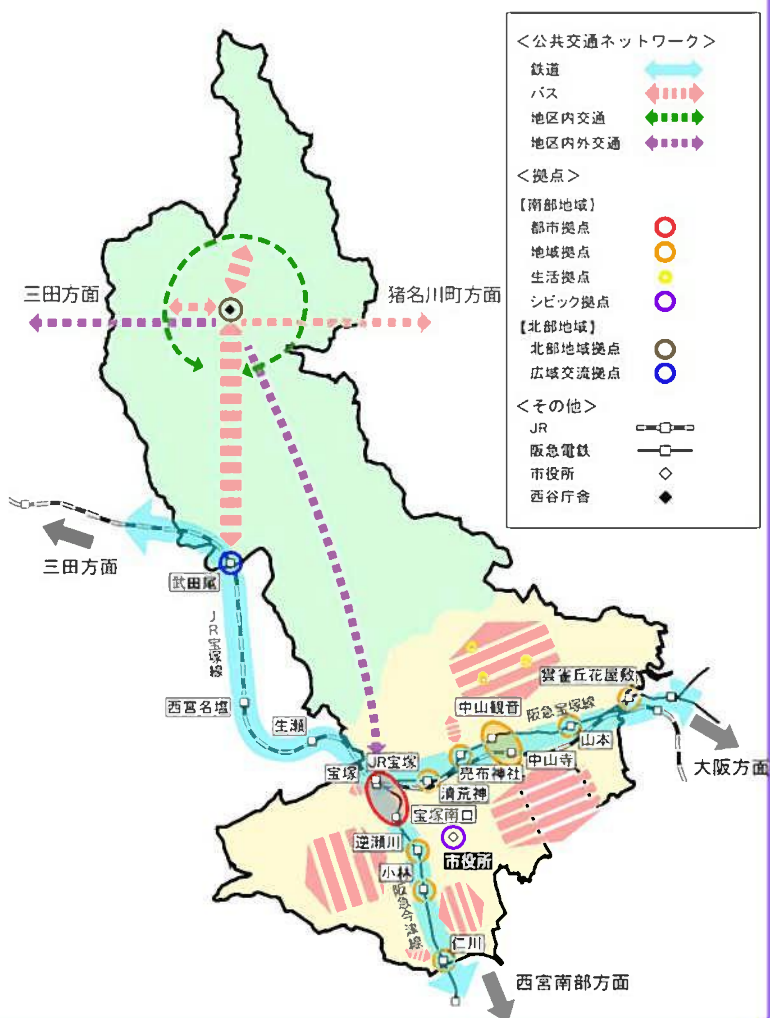 ＜公共交通ネットワーク＞
鉄道
バス
地区内交通
地区内外交通
＜拠点＞
【南部地域】
都市拠点
地域拠点
生活拠点
シビック拠点
【北部地域】
北部地域拠点
広域交流拠点
＜その他＞
JR
阪急電鉄
市役所
西谷庁舎
三田方面
猪名川町方面
三田方面
武田尾
JR宝塚線
西宮名塩
生瀬
雲雀丘花屋敷
中山観音
阪急宝塚線
山本
大阪方面
JR宝塚
宝塚
売布神社
中山寺
清荒神
宝塚南口
逆瀬川
市役所
小林
阪急今津線
仁川
西宮南部方面